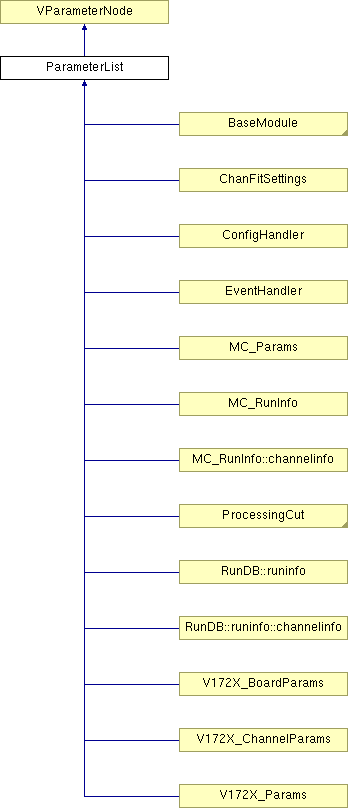 VParameterNode
ParameterList
BaseModule
ChanFitSettings
ConfigHandler
EventHandler
MC_Params
MC_RunInfo
MC_RunInfo::channelinfo
ProcessingCut
RunDB::runinfo
RunDB::runinfo::channelinfo
V172X_BoardParams
V172X_ChannelParams
V172X_Params